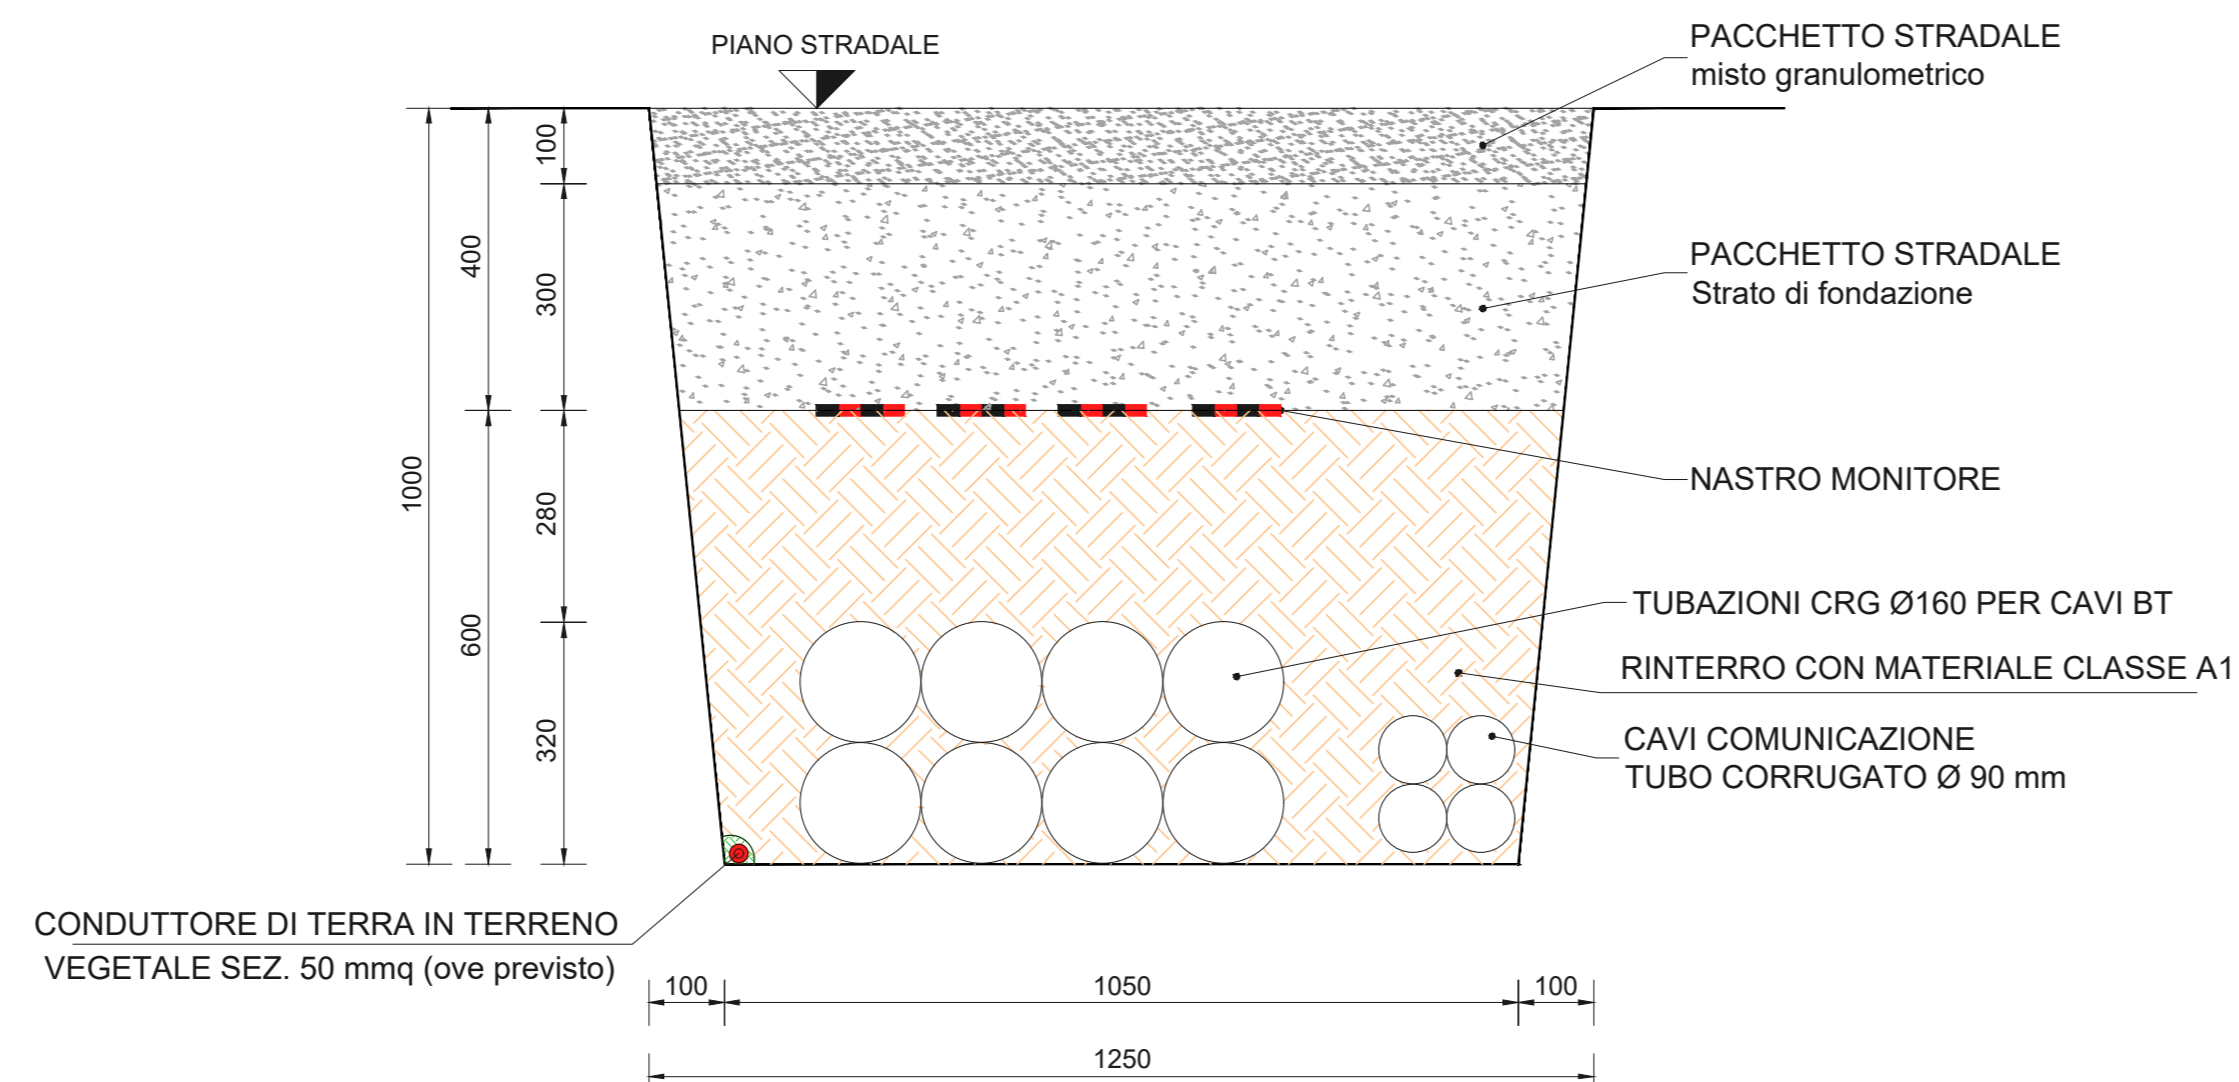 PIANO STRADALE
PACCHETTO STRADALE
misto granulometrico
100
300
400
PACCHETTO STRADALE
Strato di fondazione
1000
280
NASTRO MONITORE
600
320
TUBAZIONI CRG Ø160 PER CAVI BT
RINTERRO CON MATERIALE CLASSE A1
CAVI COMUNICAZIONE
TUBO CORRUGATO Ø 90 mm
CONDUTTORE DI TERRA IN TERRENO
VEGETALE SEZ. 50 mmq (ove previsto)
100
1050
100
1250